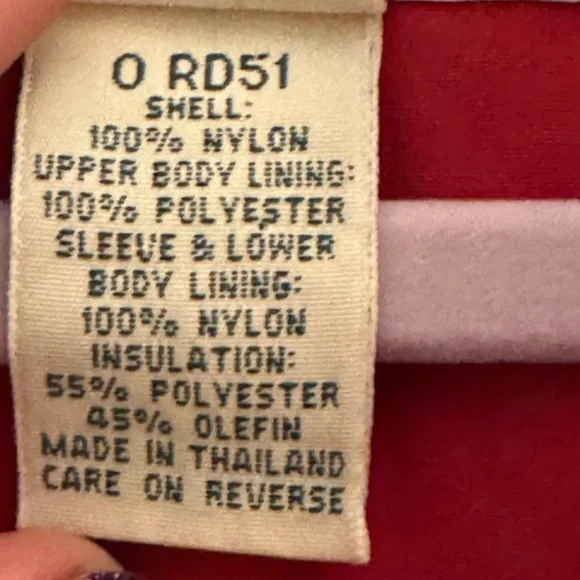 O RD51
SHELL:
100% NYLON
UPPER BODY LINING:
100% POLYESTER
SLEEVE & LOWER
BODY LINING:
100% NYLON
INSULATION:
55% POLYESTER
45% OLEFIN
MADE IN THAILAND
CARE ON REVERSE